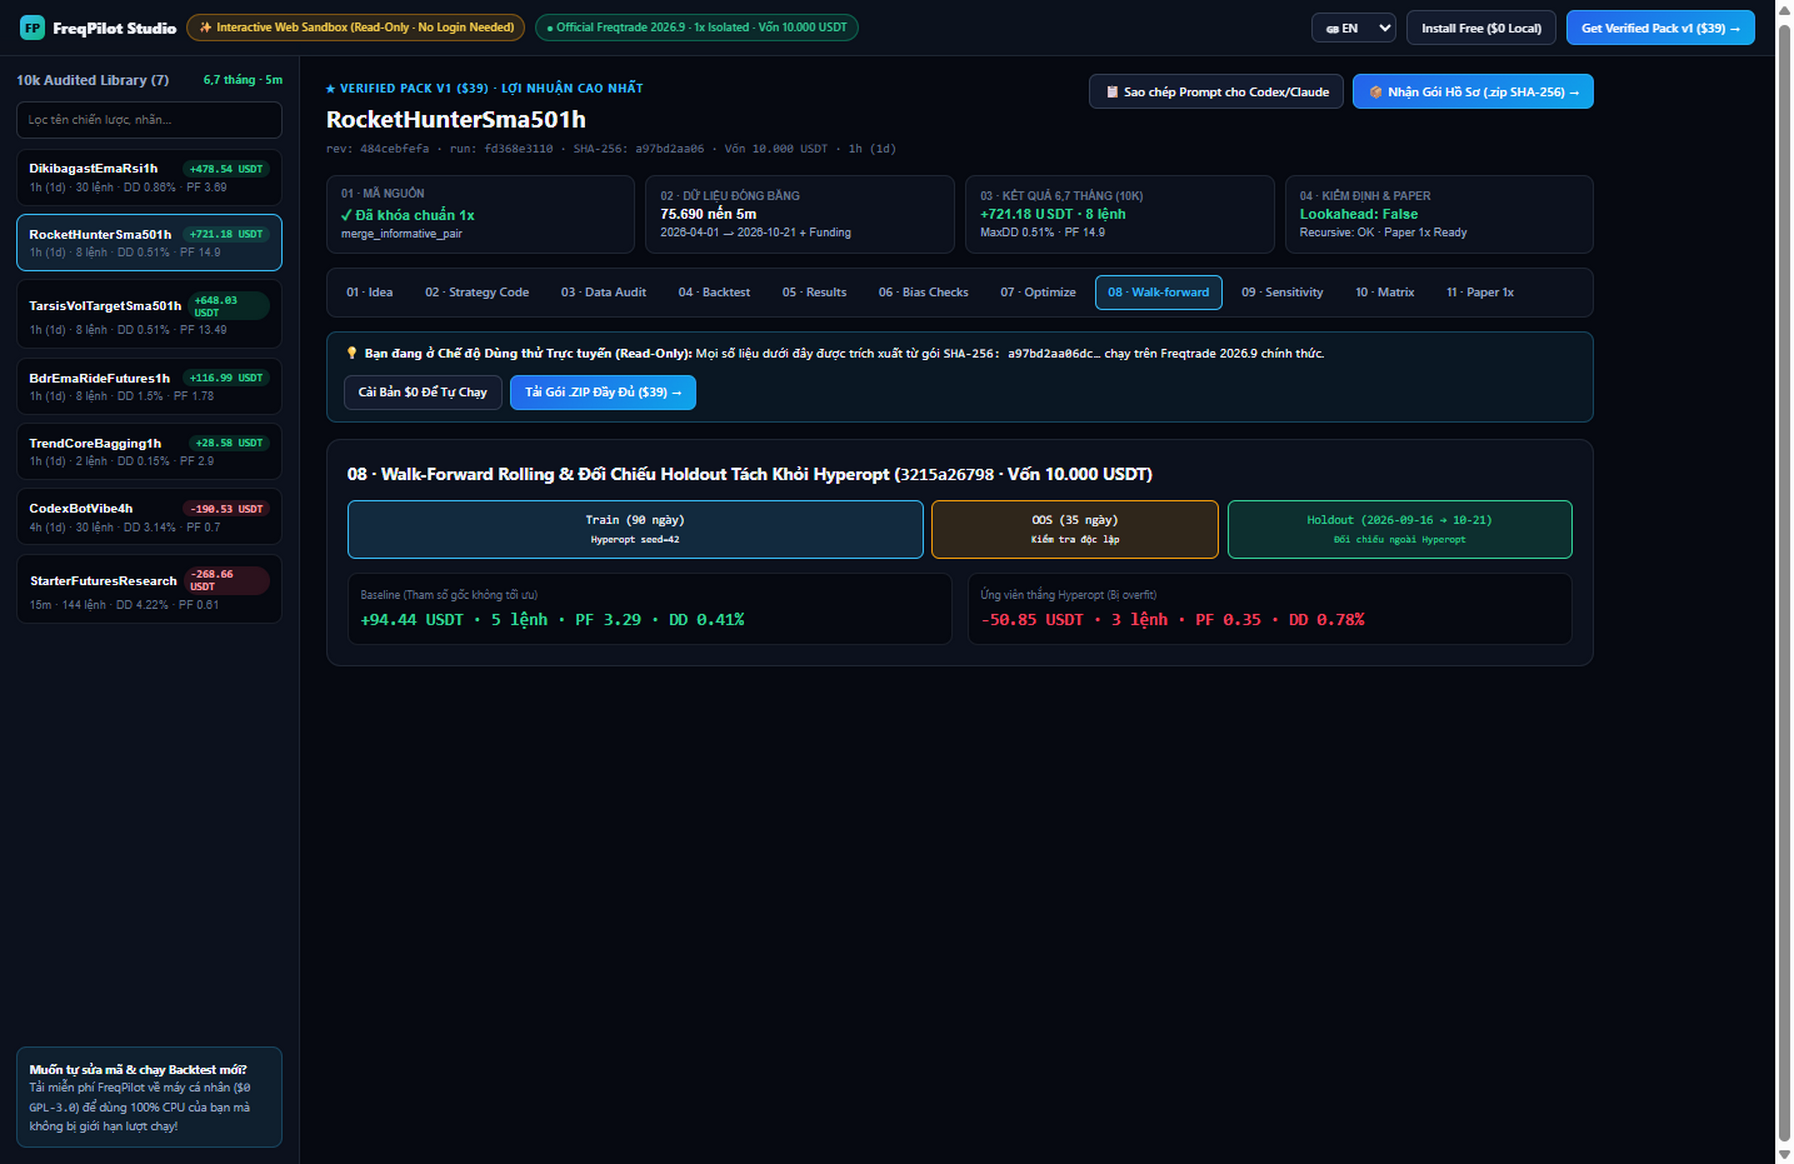 FP FreqPilot Studio
✨ Interactive Web Sandbox (Read-Only · No Login Needed)
● Official Freqtrade 2026.9 · 1x Isolated · Vốn 10.000 USDT
GB EN
Install Free ($0 Local)
Get Verified Pack v1 ($39) →
10k Audited Library (7)
6,7 tháng · 5m
Lọc tên chiến lược, nhãn...
DikibagastEmaRsi1h
+478.54 USDT
1h (1d) · 30 lệnh · DD 0.86% · PF 3.69
RocketHunterSma501h
+721.18 USDT
1h (1d) · 8 lệnh · DD 0.51% · PF 14.9
TarsisVolTargetSma501h
+648.03 USDT
1h (1d) · 8 lệnh · DD 0.51% · PF 13.49
BdrEmaRideFutures1h
+116.99 USDT
1h (1d) · 8 lệnh · DD 1.5% · PF 1.78
TrendCoreBagging1h
+28.58 USDT
1h (1d) · 2 lệnh · DD 0.15% · PF 2.9
CodexBotVibe4h
-190.53 USDT
4h (1d) · 30 lệnh · DD 3.14% · PF 0.7
StarterFuturesResearch
-268.66 USDT
15m · 144 lệnh · DD 4.22% · PF 0.61
Muốn tự sửa mã & chạy Backtest mới?
Tải miễn phí FreqPilot về máy cá nhân ($0
GPL-3.0) để dùng 100% CPU của bạn mà
không bị giới hạn lượt chạy!
★ VERIFIED PACK V1 ($39) · LỢI NHUẬN CAO NHẤT
RocketHunterSma501h
rev: 484cebfefa · run: fd368e3110 · SHA-256: a97bd2aa06 · Vốn 10.000 USDT · 1h (1d)
📋 Sao chép Prompt cho Codex/Claude
📦 Nhận Gói Hồ Sơ (.zip SHA-256) →
01 · MÃ NGUỒN
✓ Đã khóa chuẩn 1x
merge_informative_pair
02 · DỮ LIỆU ĐÓNG BĂNG
75.690 nến 5m
2026-04-01 → 2026-10-21 + Funding
03 · KẾT QUẢ 6,7 THÁNG (10K)
+721.18 USDT · 8 lệnh
MaxDD 0.51% · PF 14.9
04 · KIỂM ĐỊNH & PAPER
Lookahead: False
Recursive: OK · Paper 1x Ready
01 · Idea
02 · Strategy Code
03 · Data Audit
04 · Backtest
05 · Results
06 · Bias Checks
07 · Optimize
08 · Walk-forward
09 · Sensitivity
10 · Matrix
11 · Paper 1x
💡 Bạn đang ở Chế độ Dùng thử Trực tuyến (Read-Only): Mọi số liệu dưới đây được trích xuất từ gói SHA-256: a97bd2aa06dc… chạy trên Freqtrade 2026.9 chính thức.
Cài Bản $0 Để Tự Chạy
Tải Gói .ZIP Đầy Đủ ($39) →
08 · Walk-Forward Rolling & Đối Chiếu Holdout Tách Khỏi Hyperopt (3215a26798 · Vốn 10.000 USDT)
Train (90 ngày)
Hyperopt seed=42
OOS (35 ngày)
Kiểm tra độc lập
Holdout (2026-09-16 → 10-21)
Đối chiếu ngoài Hyperopt
Baseline (Tham số gốc không tối ưu)
+94.44 USDT · 5 lệnh · PF 3.29 · DD 0.41%
Ứng viên thắng Hyperopt (Bị overfit)
-50.85 USDT · 3 lệnh · PF 0.35 · DD 0.78%